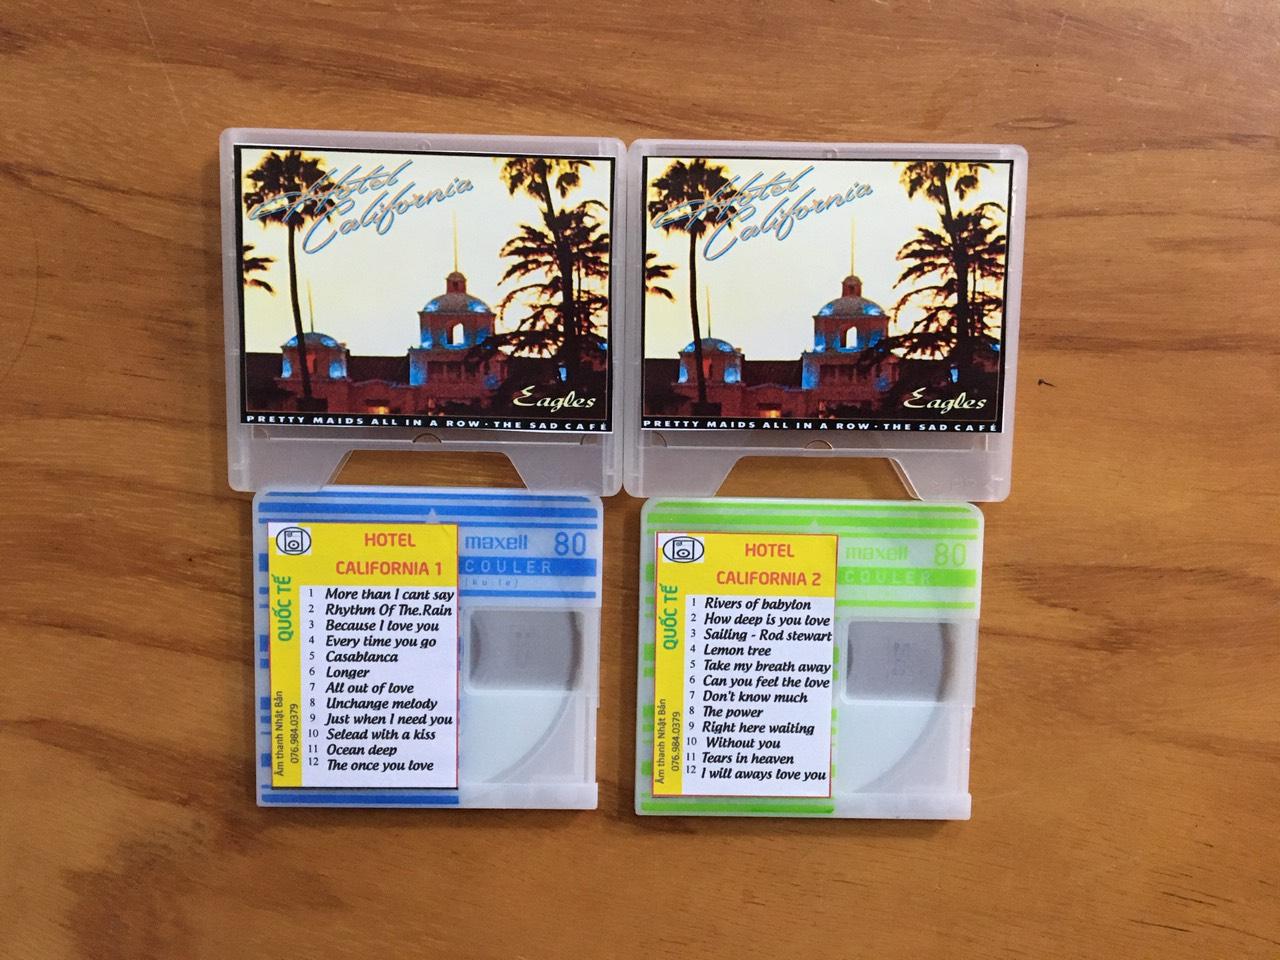 Hotel
California
Eagles
PRETTY MAIDS ALL IN A ROW · THE SAD CAFÉ
Hotel
California
Eagles
PRETTY MAIDS ALL IN A ROW · THE SAD CAFÉ
HOTEL
CALIFORNIA 1
QUỐC TẾ
Âm thanh Nhật Bản
076.984.0379
1 More than I cant say
2 Rhythm Of The.Rain
3 Because I love you
4 Every time you go
5 Casablanca
6 Longer
7 All out of love
8 Unchange melody
9 Just when I need you
10 Selead with a kiss
11 Ocean deep
12 The once you love
maxell 80
COULER
[ku:le]
HOTEL
CALIFORNIA 2
QUỐC TẾ
Âm thanh Nhật Bản
076.984.0379
1 Rivers of babylon
2 How deep is you love
3 Sailing - Rod stewart
4 Lemon tree
5 Take my breath away
6 Can you feel the love
7 Don't know much
8 The power
9 Right here waiting
10 Without you
11 Tears in heaven
12 I will aways love you
maxell 80
COULER